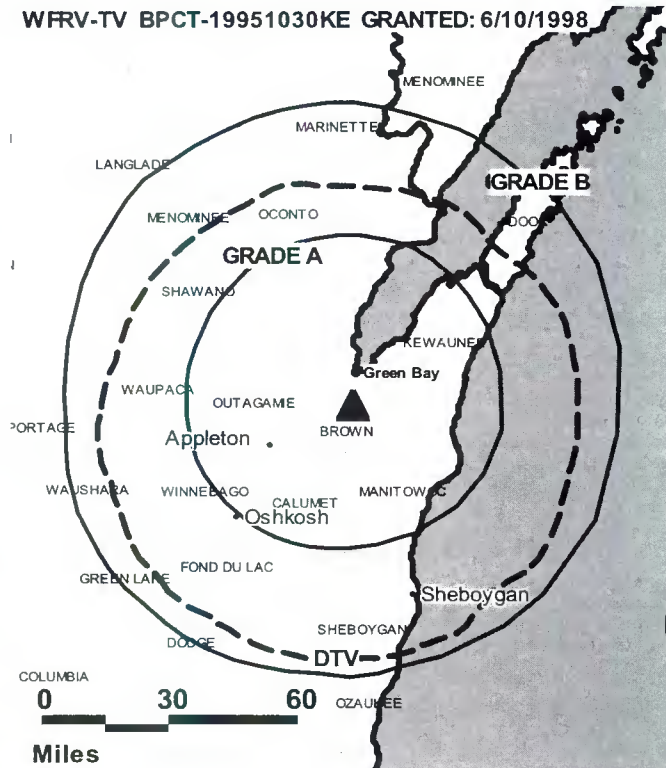 WFRV-TV BPCT-19951030KE GRANTED: 6/10/1998
MENOMINEE
MARINETTE
LANGLADE
GRADE B
MENOMINEE
OCONTO
DOOR
GRADE A
SHAWANO
KEWAUNEE
Green Bay
WAUPACA
OUTAGAMIE
PORTAGE
BROWN
Appleton
WAUSHARA
WINNEBAGO
CALUMET
MANITOWOC
Oshkosh
FOND DU LAC
GREEN LAKE
Sheboygan
SHEBOYGAN
DODGE
DTV
COLUMBIA
0 30 60
OZAUKEE
Miles